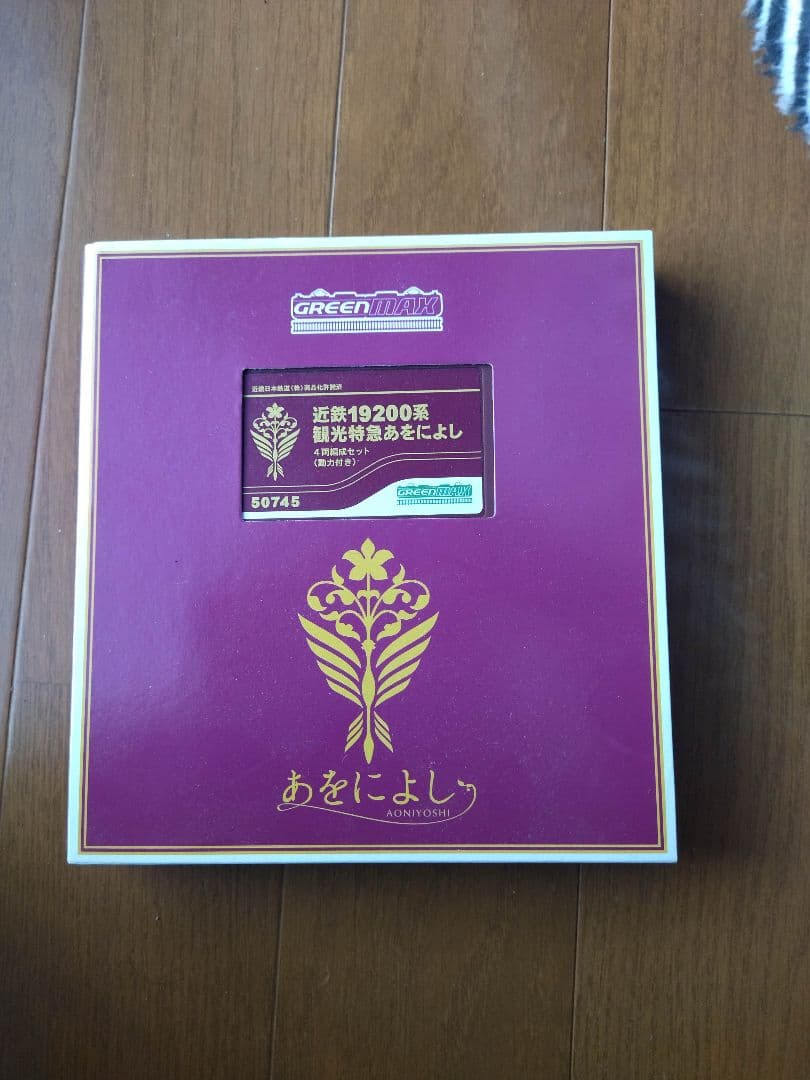 GREENMAX
近畿日本鉄道(株)商品化許諾済
近鉄19200系
観光特急あをによし
4両編成セット
(動力付き)
50745
GREENMAX
あをによし
AONIYOSHI